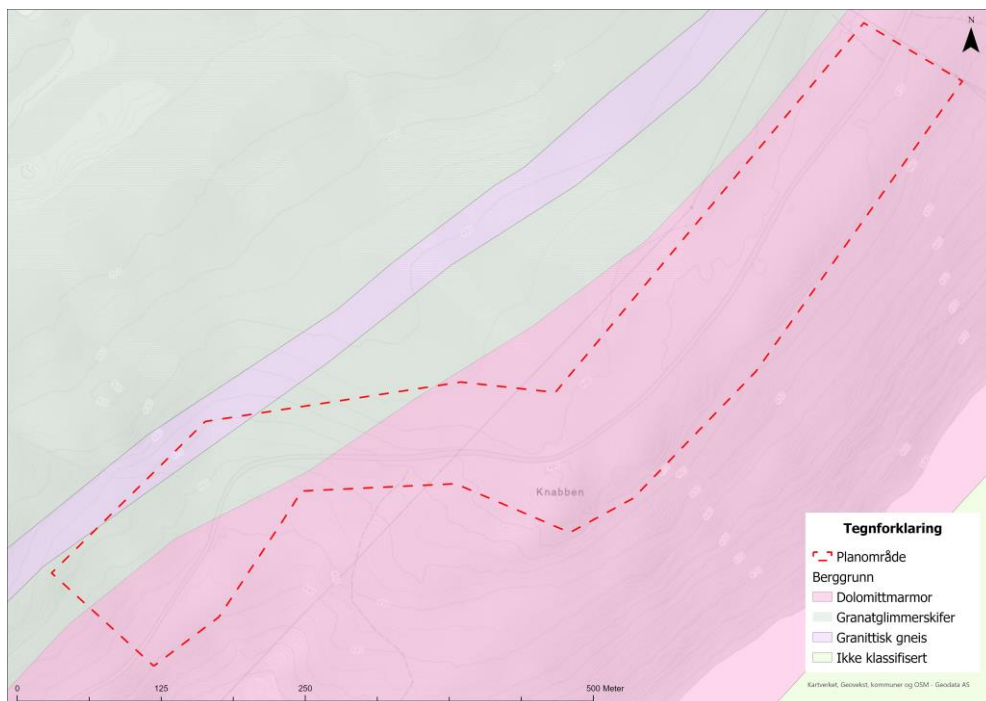 N
Knabben
Tegnforklaring
Planområde
Berggrunn
Dolomittmarmor
Granatglimmerskifer
Granittisk gneis
Ikke klassifisert
0 125 250 500 Meter
Kartverket, Geovekst, kommuner og OSM - Geodata AS